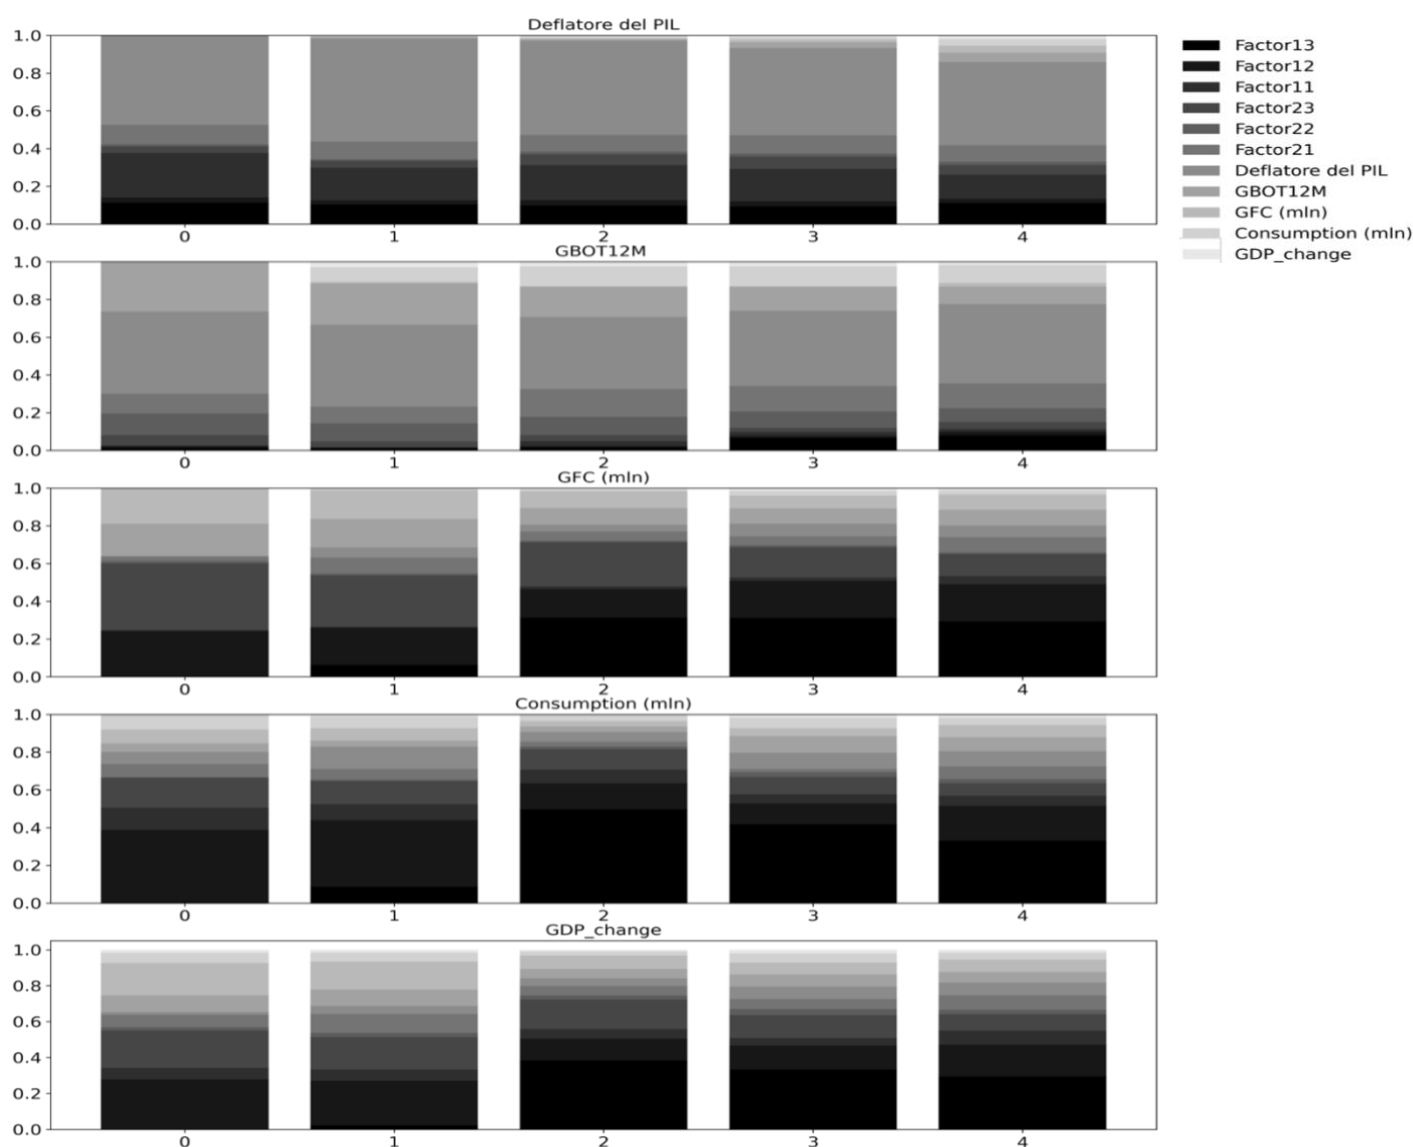 Deflatore del PIL
1.0
0.8
0.6
0.4
0.2
0.0
0 1 2 3 4
Factor13
Factor12
Factor11
Factor23
Factor22
Factor21
Deflatore del PIL
GBOT12M
GFC (mln)
Consumption (mln)
GDP_change
GBOT12M
1.0
0.8
0.6
0.4
0.2
0.0
0 1 2 3 4
GFC (mln)
1.0
0.8
0.6
0.4
0.2
0.0
0 1 2 3 4
Consumption (mln)
1.0
0.8
0.6
0.4
0.2
0.0
0 1 2 3 4
GDP_change
1.0
0.8
0.6
0.4
0.2
0.0
0 1 2 3 4